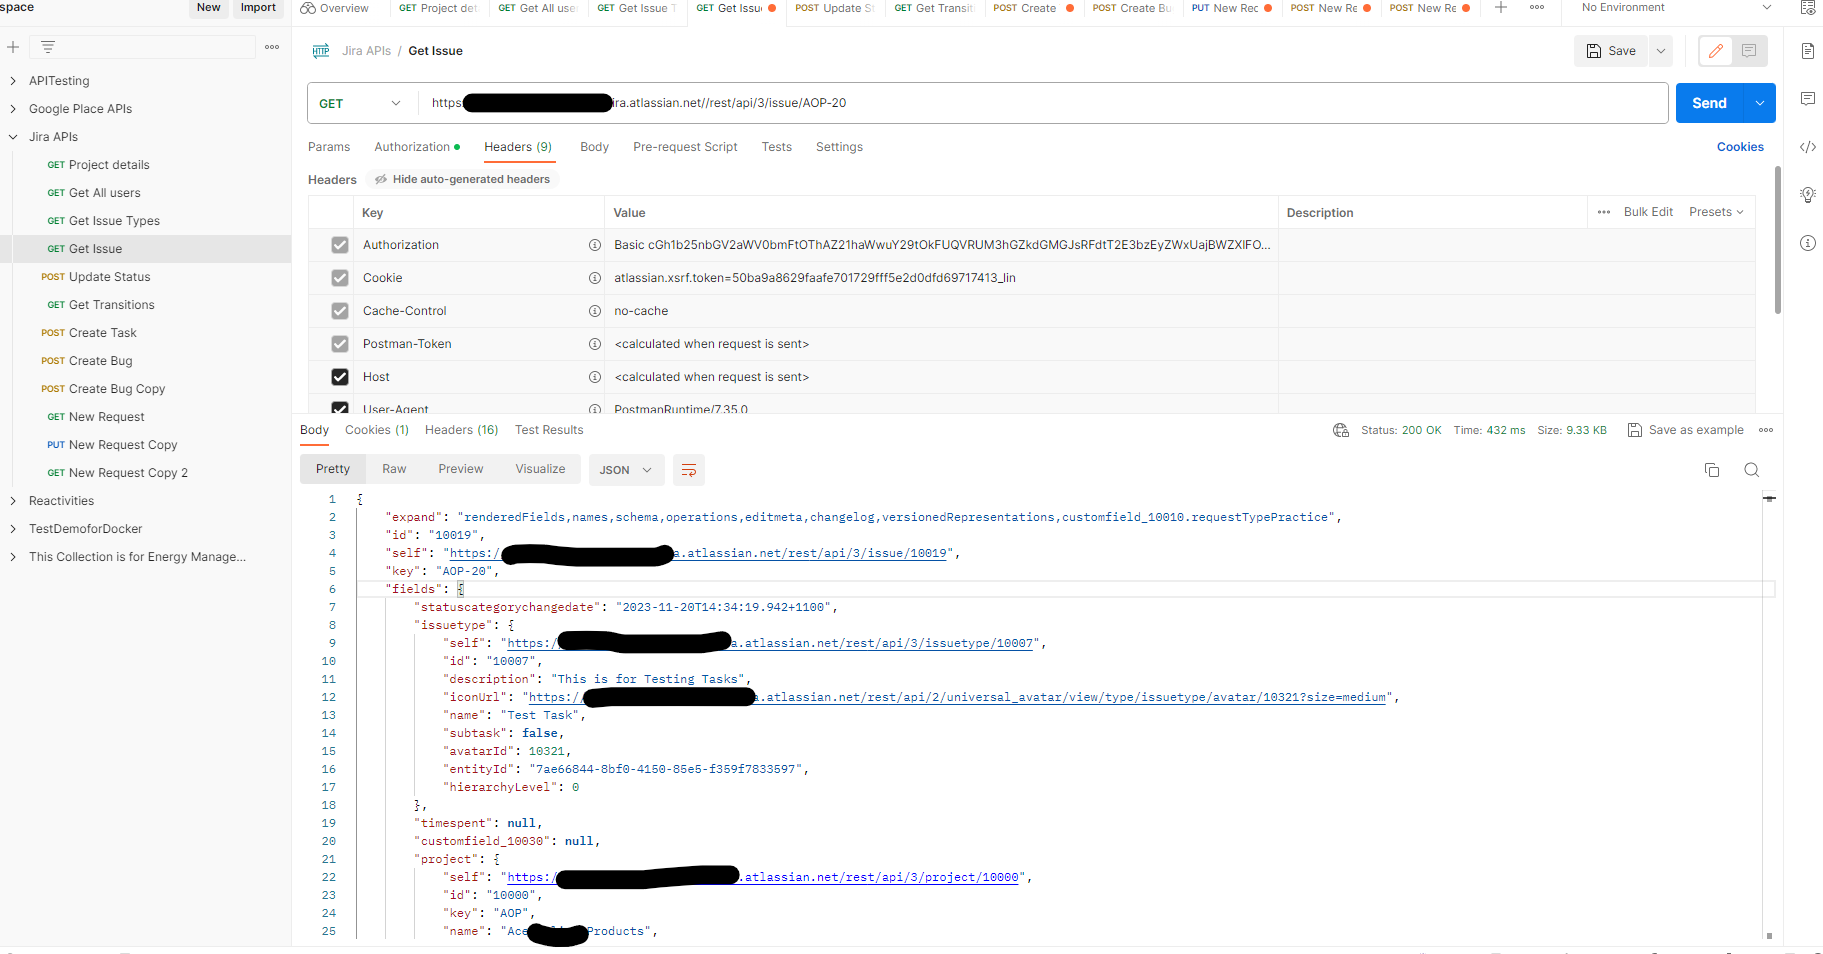 space New Import Overview GET Project de GET Get All use GET Get Issue T GET Get Issue POST Update S GET Get Transiti POST Create POST Create Bu PUT New Rec POST New Re POST New Re No Environment
Jira APIs / Get Issue Save
GET https: ira.atlassian.net//rest/api/3/issue/AOP-20 Send
Params Authorization Headers (9) Body Pre-request Script Tests Settings Cookies
Headers Hide auto-generated headers
Key Value Description Bulk Edit Presets
Authorization
Cookie atlassian.xsrf.token=50ba9a8629faafe701729fff5e2d0dfd69717413_lin
Cache-Control no-cache
Postman-Token <calculated when request is sent>
Host <calculated when request is sent>
User-Agent PostmanRuntime/7.35.0
APITesting
Google Place APIs
Jira APIs
GET Project details
GET Get All users
GET Get Issue Types
GET Get Issue
POST Update Status
GET Get Transitions
POST Create Task
POST Create Bug
POST Create Bug Copy
GET New Request
PUT New Request Copy
GET New Request Copy 2
Reactivities
TestDemoforDocker
This Collection is for Energy Manage...
Body Cookies (1) Headers (16) Test Results Status: 200 OK Time: 432 ms Size: 9.33 KB Save as example
Pretty Raw Preview Visualize JSON
1 {
2 "expand": "renderedFields,names,schema,operations,editmeta,changelog,versionedRepresentations,customfield_10010.requestTypePractice",
3 "id": "10019",
4 "self": "https:/ a.atlassian.net/rest/api/3/issue/10019",
5 "key": "AOP-20",
6 "fields": {
7 "statuscategorychangedate": "2023-11-20T14:34:19.942+1100",
8 "issuetype": {
9 "self": "https:/ a.atlassian.net/rest/api/3/issuetype/10007",
10 "id": "10007",
11 "description": "This is for Testing Tasks",
12 "iconUrl": "https:// a.atlassian.net/rest/api/2/universal_avatar/view/type/issuetype/avatar/10321?size=medium",
13 "name": "Test Task",
14 "subtask": false,
15 "avatarId": 10321,
16 "entityId": "7ae66844-8bf0-4150-85e5-f359f7833597",
17 "hierarchyLevel": 0
18 },
19 "timespent": null,
20 "customfield_10030": null,
21 "project": {
22 "self": "https:/ .atlassian.net/rest/api/3/project/10000",
23 "id": "10000",
24 "key": "AOP",
25 "name": "Ace Products",